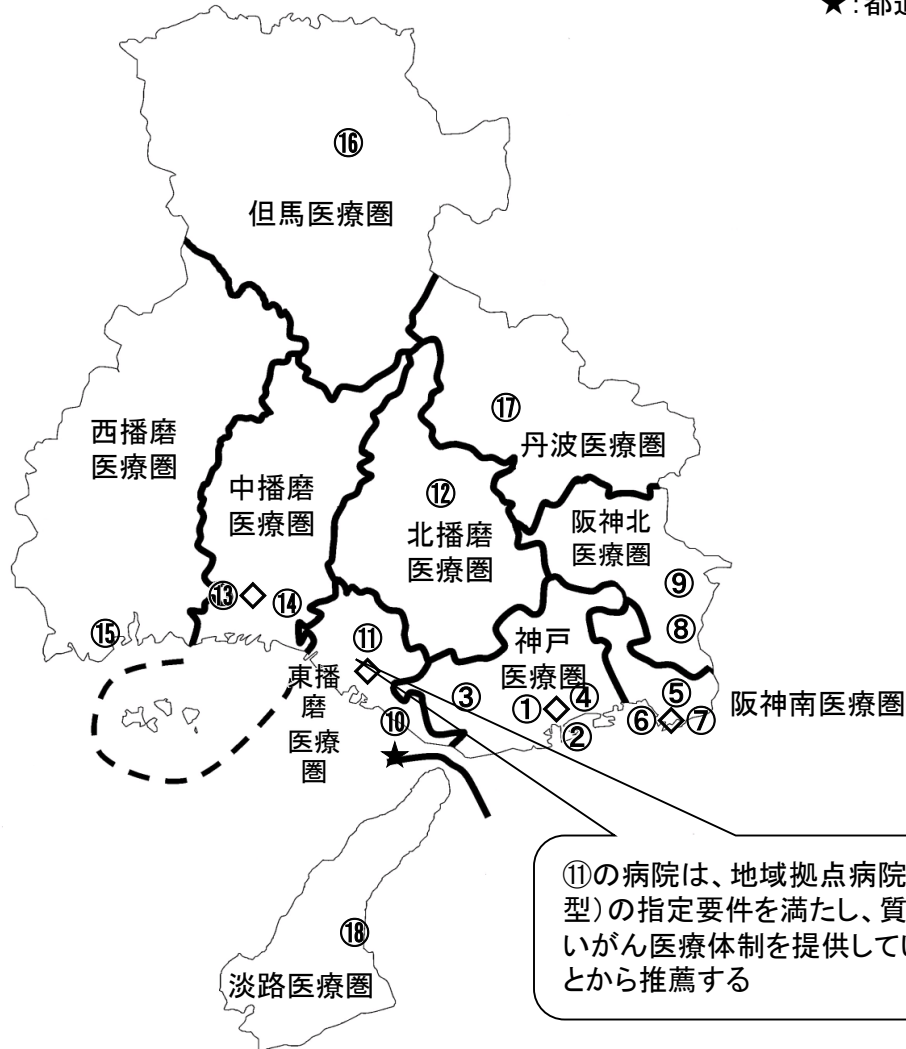 ★：都道
⑯
但馬医療圏
⑰
丹波医療圏
西播磨
医療圏
中播磨
医療圏
⑫
北播磨
医療圏
阪神北
医療圏
⑨
⑧
⑬
⑭
⑮
⑪
神戸
医療圏
東播
磨
医療
圏
③
①
④
②
⑤
⑥
⑦
阪神南医療圏
⑩
★
⑪の病院は、地域拠点病院
型）の指定要件を満たし、質
いがん医療体制を提供してい
とから推薦する
⑱
淡路医療圏